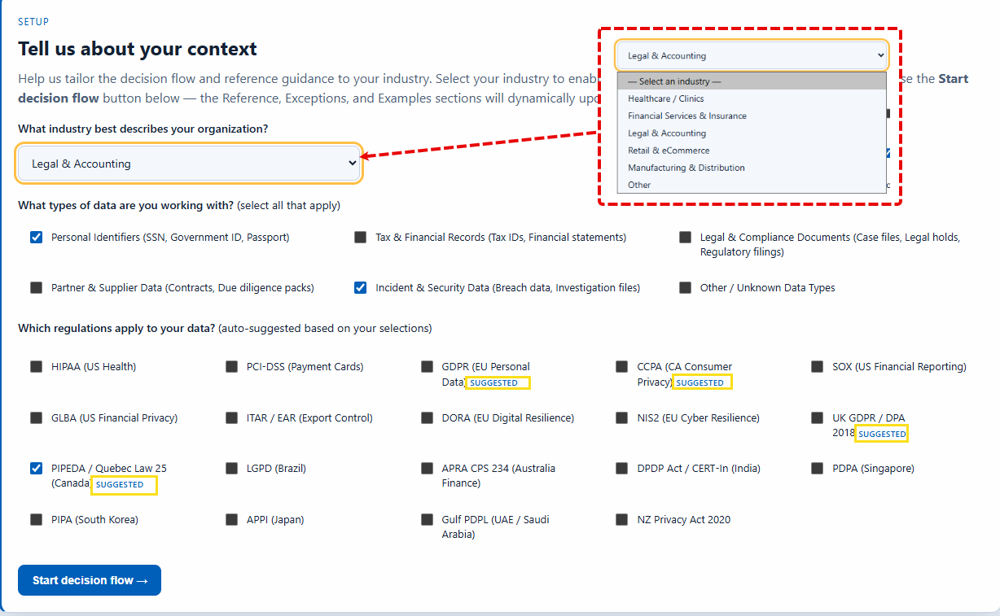 SETUP
Tell us about your context
Help us tailor the decision flow and reference guidance to your industry. Select your industry to enab
se the Start
decision flow button below — the Reference, Exceptions, and Examples sections will dynamically upd
What industry best describes your organization?
Legal & Accounting
Legal & Accounting
— Select an industry —
Healthcare / Clinics
Financial Services & Insurance
Legal & Accounting
Retail & eCommerce
Manufacturing & Distribution
Other
What types of data are you working with? (select all that apply)
Personal Identifiers (SSN, Government ID, Passport)
Tax & Financial Records (Tax IDs, Financial statements)
Legal & Compliance Documents (Case files, Legal holds,
Regulatory filings)
Partner & Supplier Data (Contracts, Due diligence packs)
Incident & Security Data (Breach data, Investigation files)
Other / Unknown Data Types
Which regulations apply to your data? (auto-suggested based on your selections)
HIPAA (US Health)
PCI-DSS (Payment Cards)
GDPR (EU Personal
Data) SUGGESTED
CCPA (CA Consumer
Privacy) SUGGESTED
SOX (US Financial Reporting)
GLBA (US Financial Privacy)
ITAR / EAR (Export Control)
DORA (EU Digital Resilience)
NIS2 (EU Cyber Resilience)
UK GDPR / DPA
2018 SUGGESTED
PIPEDA / Quebec Law 25
(Canada) SUGGESTED
LGPD (Brazil)
APRA CPS 234 (Australia
Finance)
DPDP Act / CERT-In (India)
PDPA (Singapore)
PIPA (South Korea)
APPI (Japan)
Gulf PDPL (UAE / Saudi
Arabia)
NZ Privacy Act 2020
Start decision flow →